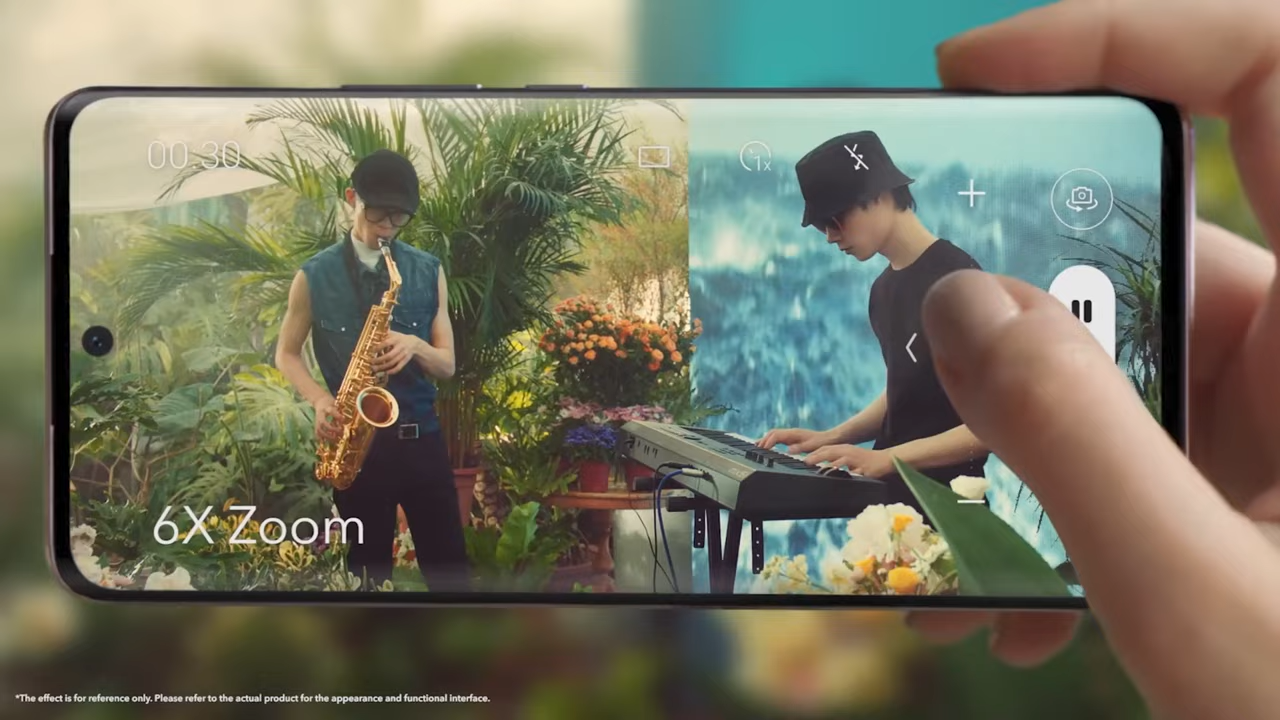 00:30
1x
6X Zoom
*The effect is for reference only. Please refer to the actual product for the appearance and functional interface.